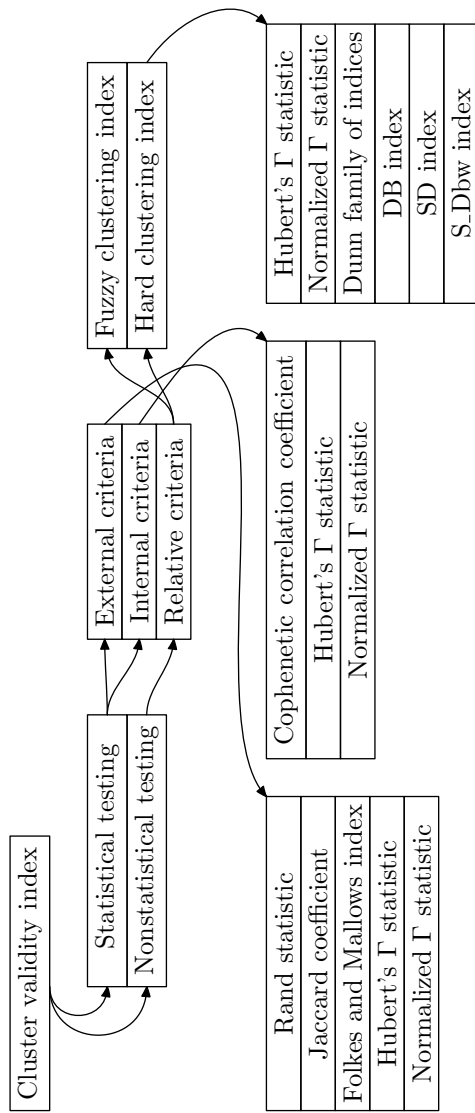 Cluster validity index
Statistical testing
Nonstatistical testing
External criteria
Internal criteria
Relative criteria
Fuzzy clustering index
Hard clustering index
Rand statistic
Jaccard coefficient
Folkes and Mallows index
Hubert's Γ statistic
Normalized Γ statistic
Cophenetic correlation coefficient
Hubert's Γ statistic
Normalized Γ statistic
Hubert's Γ statistic
Normalized Γ statistic
Dunn family of indices
DB index
SD index
S_Dbw index